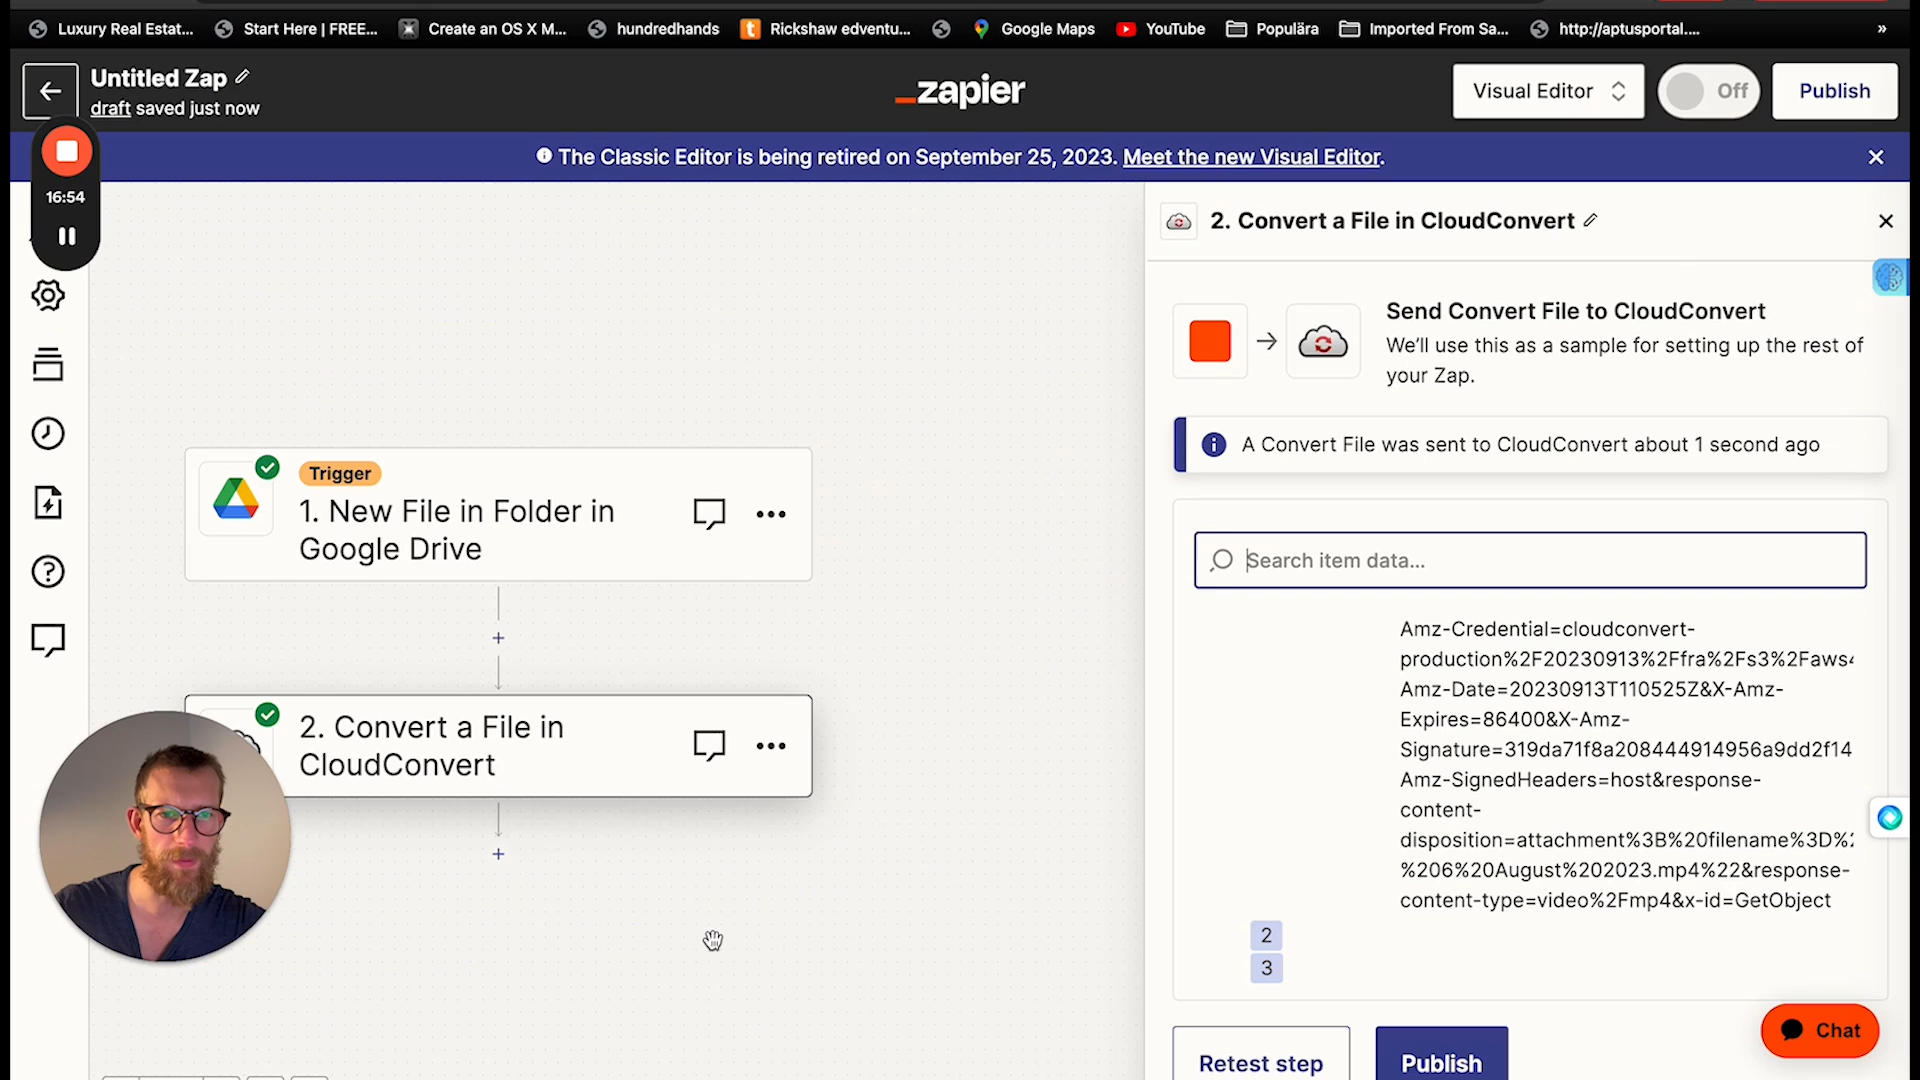 Luxury Real Estat...
Start Here | FREE...
Create an OS X M...
hundredhands
Rickshaw edventu...
Google Maps
YouTube
Populära
Imported From Sa...
http://aptusportal....
»
Untitled Zap
draft saved just now
_zapier
Visual Editor
Off
Publish
The Classic Editor is being retired on September 25, 2023. Meet the new Visual Editor.
16:54
2. Convert a File in CloudConvert
Send Convert File to CloudConvert
We'll use this as a sample for setting up the rest of
your Zap.
A Convert File was sent to CloudConvert about 1 second ago
Trigger
1. New File in Folder in
Google Drive
2. Convert a File in
CloudConvert
Search item data...
Amz-Credential=cloudconvert-
production%2F20230913%2Ffra%2Fs3%2Faws4
Amz-Date=20230913T110525Z&X-Amz-
Expires=86400&X-Amz-
Signature=319da71f8a208444914956a9dd2f14
Amz-SignedHeaders=host&response-
content-
disposition=attachment%3B%20filename%3D%2
%206%20August%202023.mp4%22&response-
content-type=video%2Fmp4&x-id=GetObject
2
3
Retest step
Publish
Chat